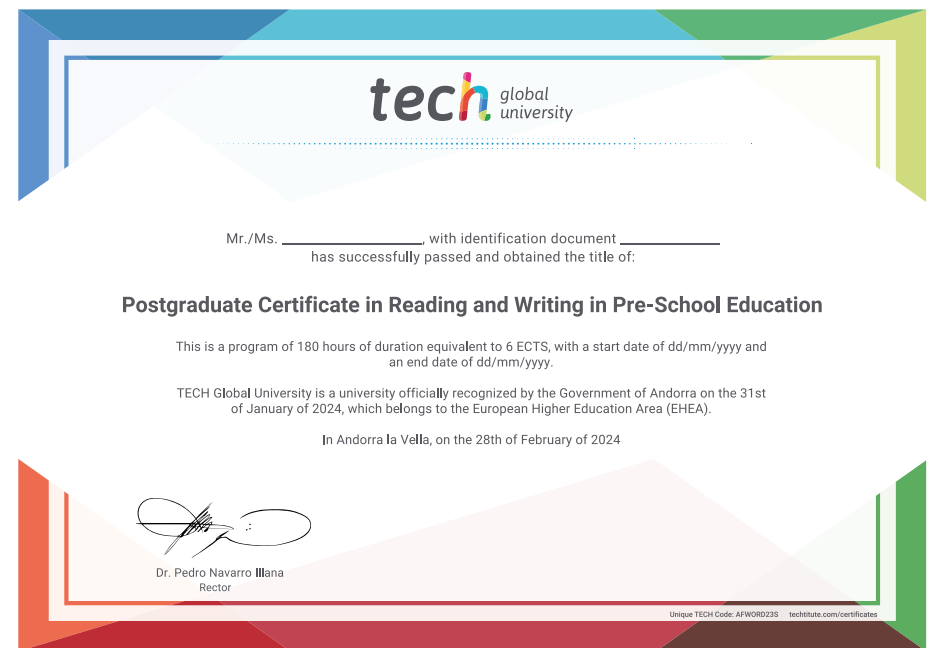 tech global
university
Mr./Ms. ____________________, with identification document ______________
has successfully passed and obtained the title of:
Postgraduate Certificate in Reading and Writing in Pre-School Education
This is a program of 180 hours of duration equivalent to 6 ECTS, with a start date of dd/mm/yyyy and
an end date of dd/mm/yyyy.
TECH Global University is a university officially recognized by the Government of Andorra on the 31st
of January of 2024, which belongs to the European Higher Education Area (EHEA).
In Andorra la Vella, on the 28th of February of 2024
Dr. Pedro Navarro Illana
Rector
Unique TECH Code: AFWORD23S techtitute.com/certificates